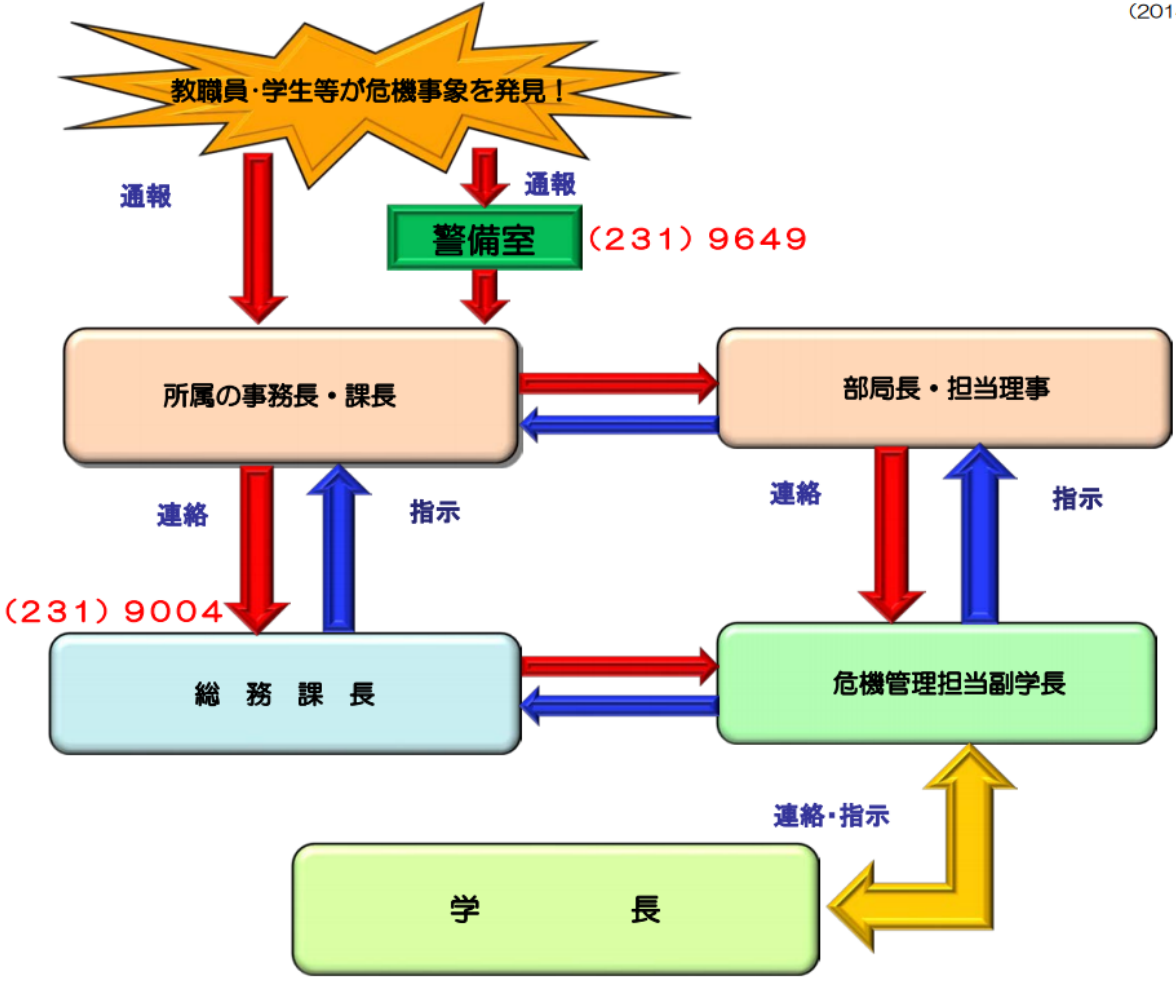 （201
教職員・学生等が危機事象を発見！
通報
通報
警備室
（231）9649
所属の事務長・課長
部局長・担当理事
連絡
指示
連絡
指示
（231）9004
総務課長
危機管理担当副学長
連絡・指示
学長